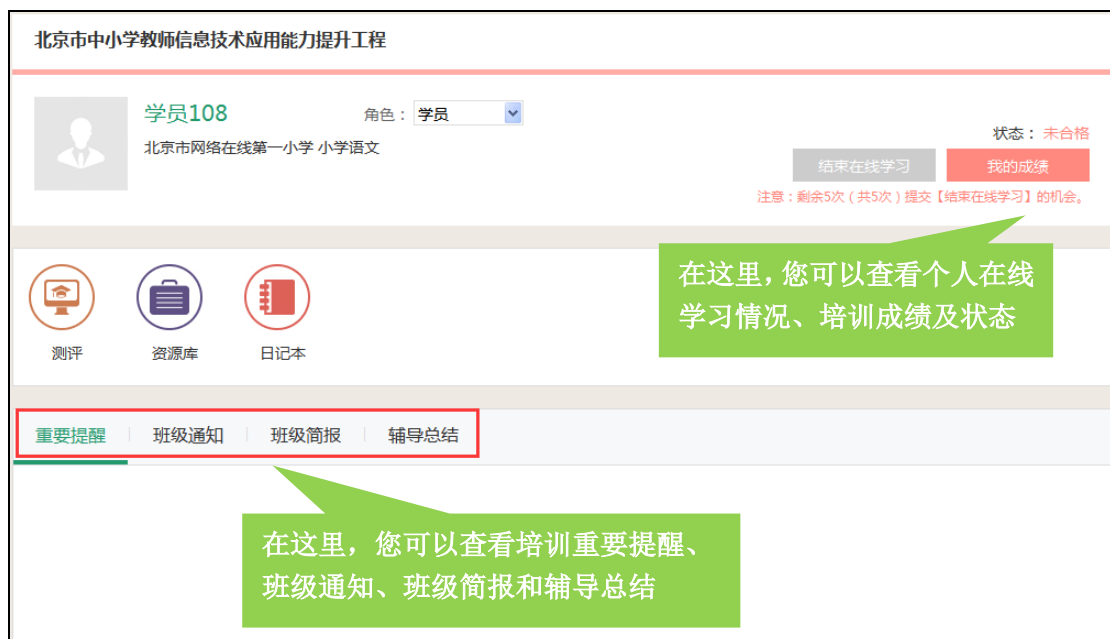 北京市中小学教师信息技术应用能力提升工程
学员108 角色： 学员
北京市网络在线第一小学 小学语文
状态： 未合格
结束在线学习 我的成绩
注意：剩余5次（共5次）提交【结束在线学习】的机会。
在这里，您可以查看个人在线
学习情况、培训成绩及状态
测评 资源库 日记本
重要提醒 班级通知 班级简报 辅导总结
在这里，您可以查看培训重要提醒、
班级通知、班级简报和辅导总结